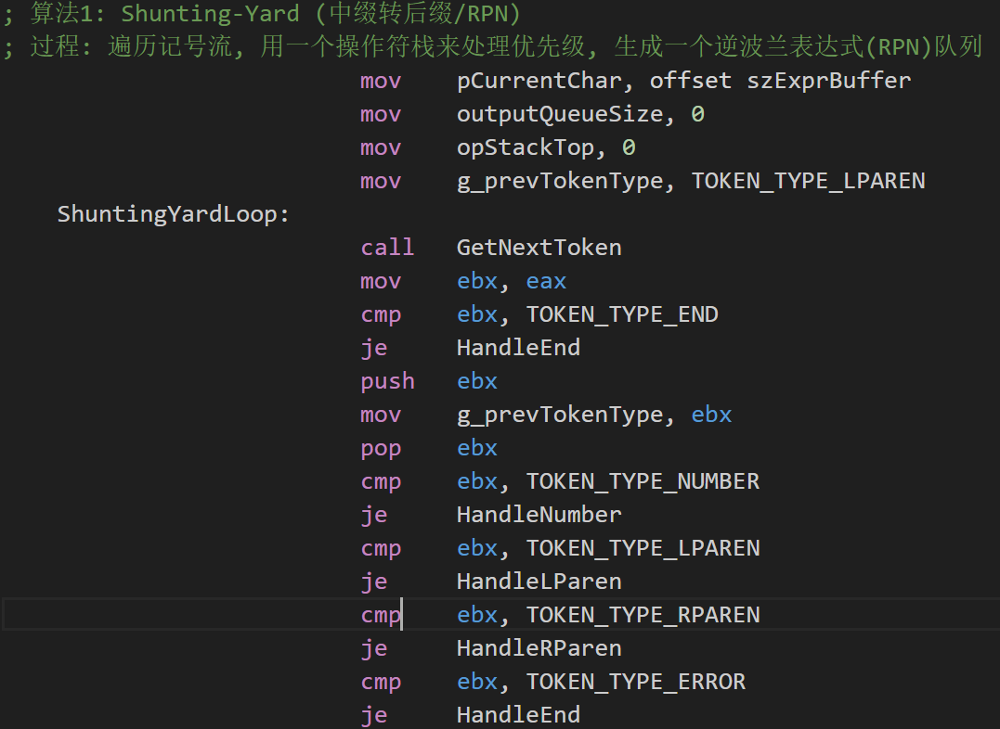 ; 算法1: Shunting-Yard (中缀转后缀/RPN)
; 过程: 遍历记号流, 用一个操作符栈来处理优先级, 生成一个逆波兰表达式(RPN)队列
mov pCurrentChar, offset szExprBuffer
mov outputQueueSize, 0
mov opStackTop, 0
mov g_prevTokenType, TOKEN_TYPE_LPAREN
ShuntingYardLoop:
call GetNextToken
mov ebx, eax
cmp ebx, TOKEN_TYPE_END
je HandleEnd
push ebx
mov g_prevTokenType, ebx
pop ebx
cmp ebx, TOKEN_TYPE_NUMBER
je HandleNumber
cmp ebx, TOKEN_TYPE_LPAREN
je HandleLParen
cmp ebx, TOKEN_TYPE_RPAREN
je HandleRParen
cmp ebx, TOKEN_TYPE_ERROR
je HandleEnd